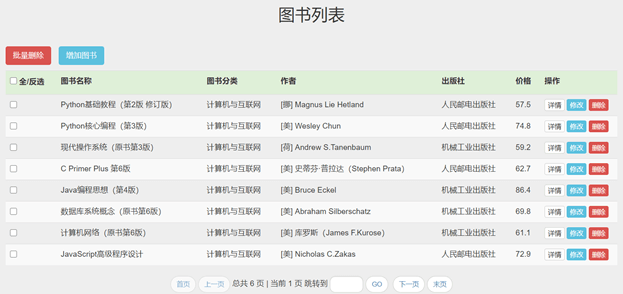 图书列表
批量删除 增加图书
全/反选 图书名称 图书分类 作者 出版社 价格 操作
Python基础教程（第2版 修订版） 计算机与互联网 [挪] Magnus Lie Hetland 人民邮电出版社 57.5 详情 修改 删除
Python核心编程（第3版） 计算机与互联网 [美] Wesley Chun 人民邮电出版社 74.8 详情 修改 删除
现代操作系统（原书第3版） 计算机与互联网 [荷] Andrew S.Tanenbaum 机械工业出版社 59.2 详情 修改 删除
C Primer Plus 第6版 计算机与互联网 [美] 史蒂芬·普拉达（Stephen Prata） 人民邮电出版社 62.7 详情 修改 删除
Java编程思想（第4版） 计算机与互联网 [美] Bruce Eckel 机械工业出版社 86.4 详情 修改 删除
数据库系统概念（原书第6版） 计算机与互联网 [美] Abraham Silberschatz 机械工业出版社 69.8 详情 修改 删除
计算机网络（原书第6版） 计算机与互联网 [美] 库罗斯（James F.Kurose） 机械工业出版社 61.1 详情 修改 删除
JavaScript高级程序设计 计算机与互联网 [美] Nicholas C.Zakas 人民邮电出版社 72.9 详情 修改 删除
首页 上一页 总共 6 页 | 当前 1 页 跳转到 GO 下一页 末页